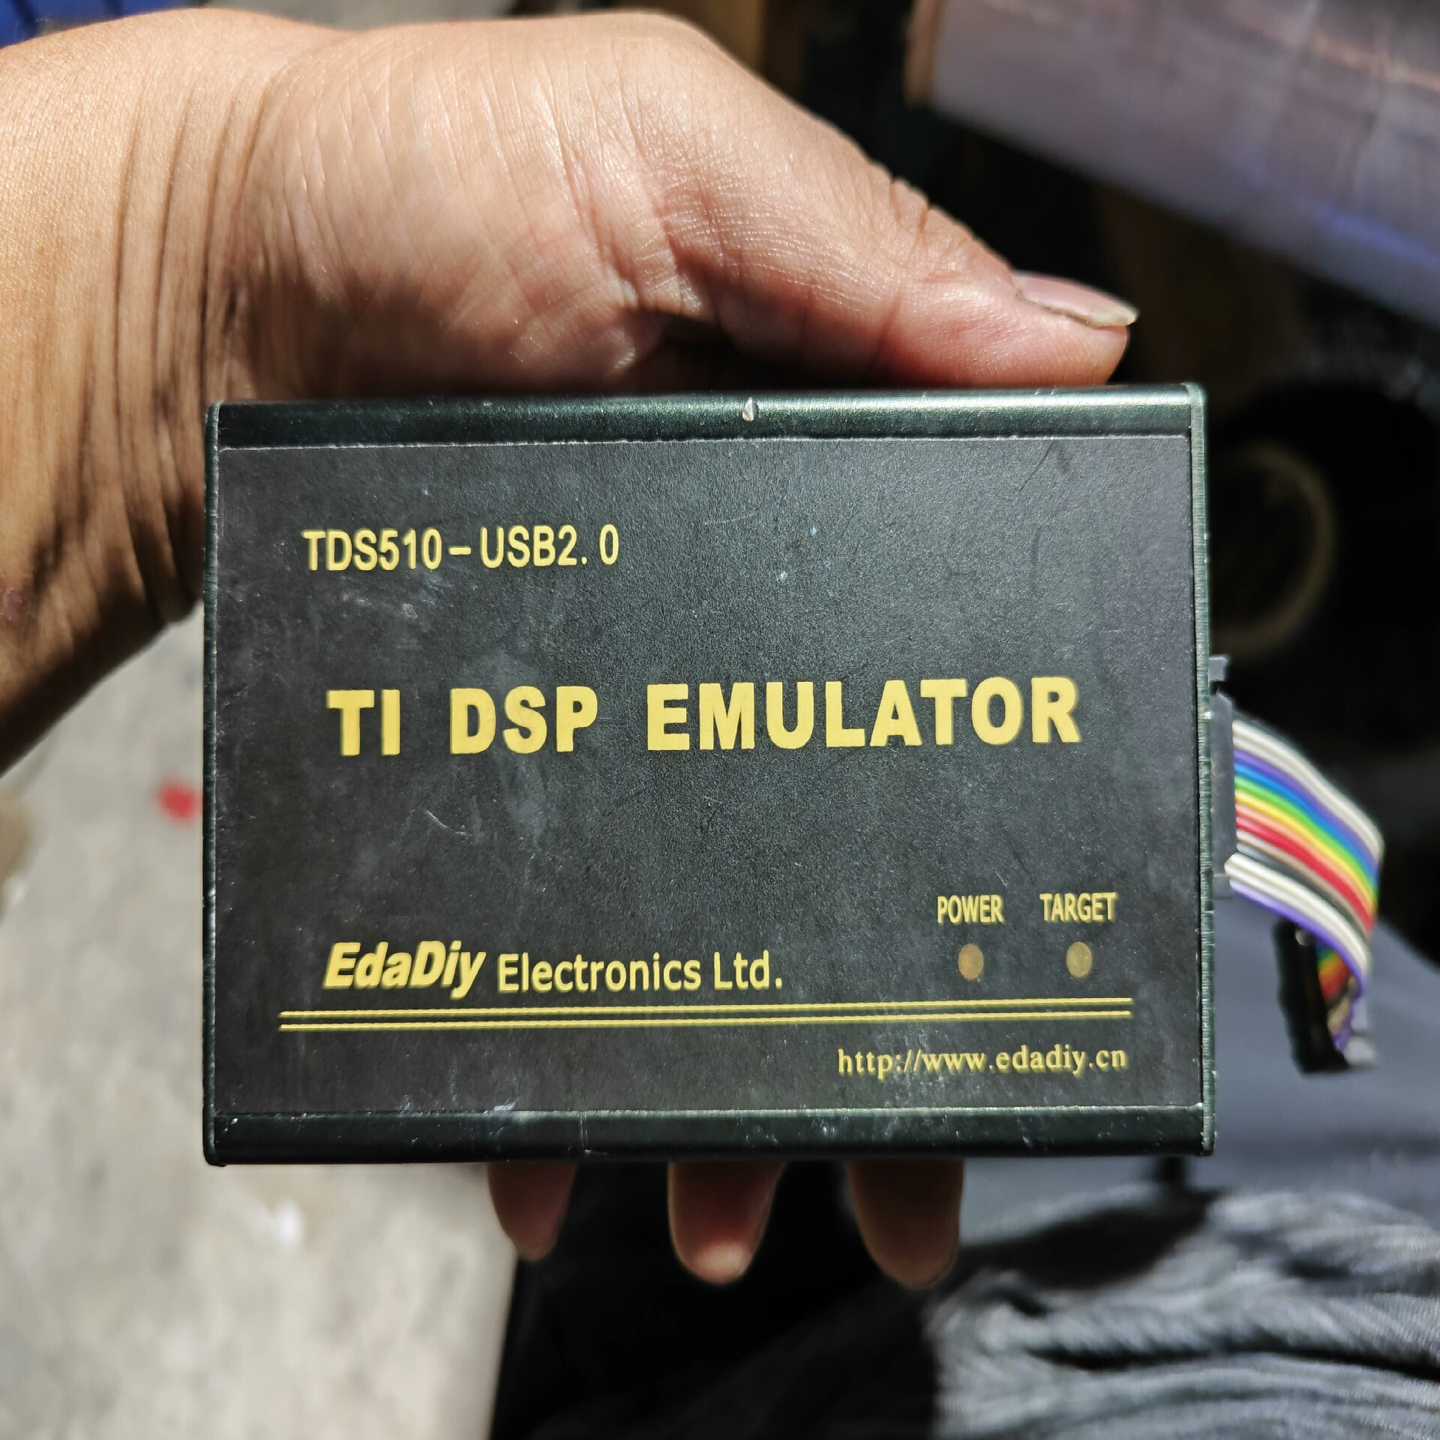 TDS510-USB2.0
TI DSP EMULATOR
POWER TARGET
EdaDiy Electronics Ltd.
http://www.edadiy.cn